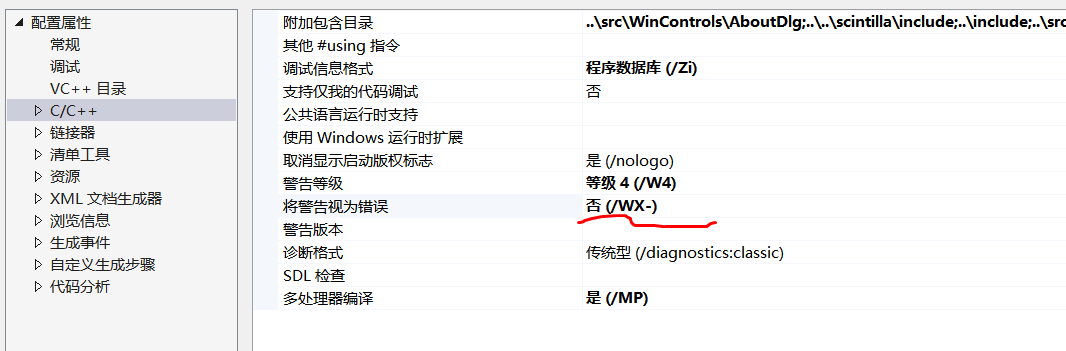 配置属性
常规
调试
VC++ 目录
C/C++
链接器
清单工具
资源
XML 文档生成器
浏览信息
生成事件
自定义生成步骤
代码分析
附加包含目录 ..\src\WinControls\AboutDlg;..\..\scintilla\include;..\include;..\src
其他 #using 指令
调试信息格式 程序数据库 (/Zi)
支持仅我的代码调试 否
公共语言运行时支持
使用 Windows 运行时扩展
取消显示启动版权标志 是 (/nologo)
警告等级 等级 4 (/W4)
将警告视为错误 否 (/WX-)
警告版本
诊断格式 传统型 (/diagnostics:classic)
SDL 检查
多处理器编译 是 (/MP)